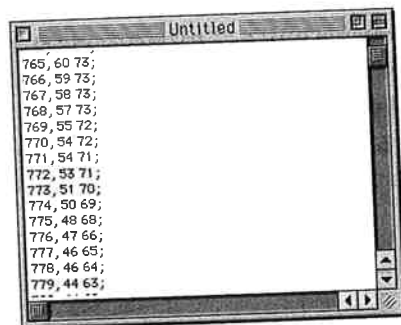 Untitled
765, 60 73;
766, 59 73;
767, 58 73;
768, 57 73;
769, 55 72;
770, 54 72;
771, 54 71;
772, 53 71;
773, 51 70;
774, 50 69;
775, 48 68;
776, 47 66;
777, 46 65;
778, 46 64;
779, 44 63;